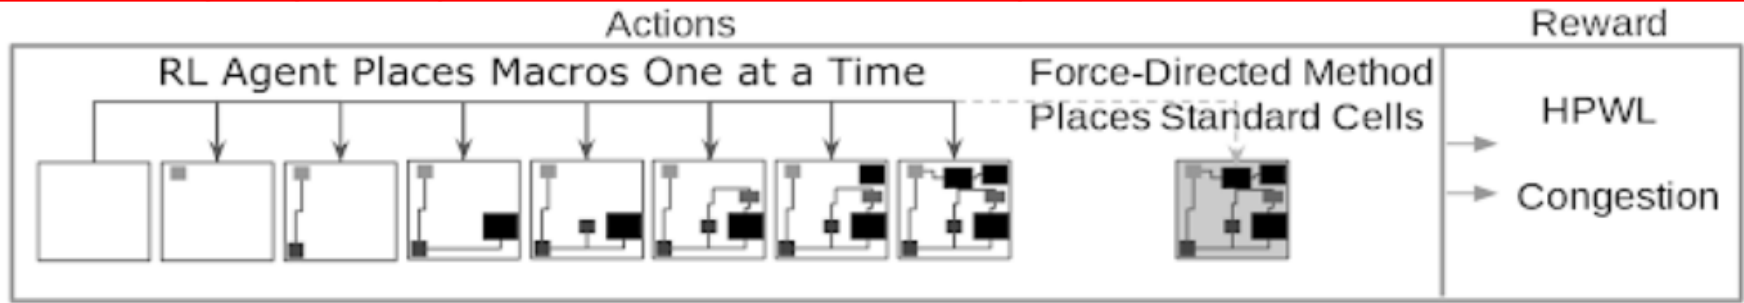 Actions
Reward
RL Agent Places Macros One at a Time
Force-Directed Method
Places Standard Cells
HPWL
Congestion